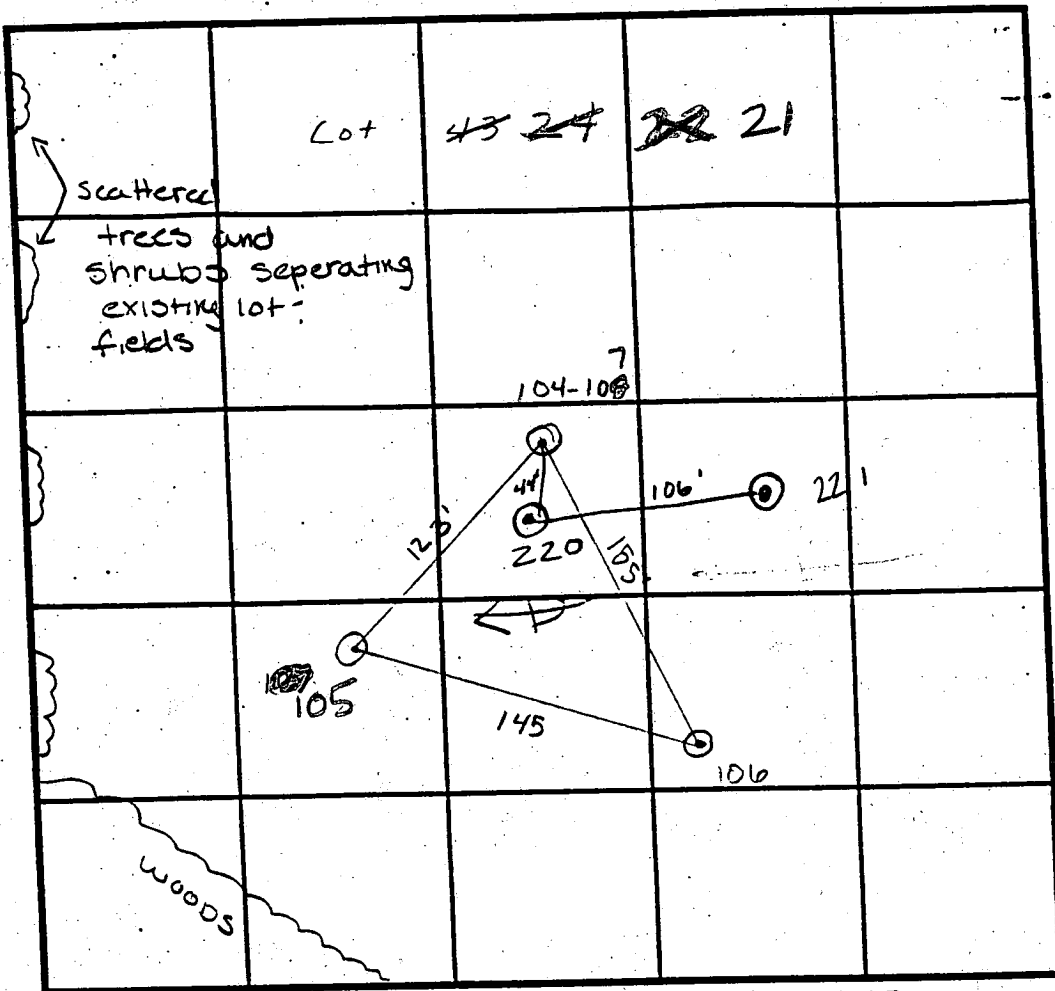 Lot 43 24 22 21
scattered
trees and
shrubs seperating
existing lot-
fields
7
104-108
44'
106'
221
220
123'
105
145
106
WOODS